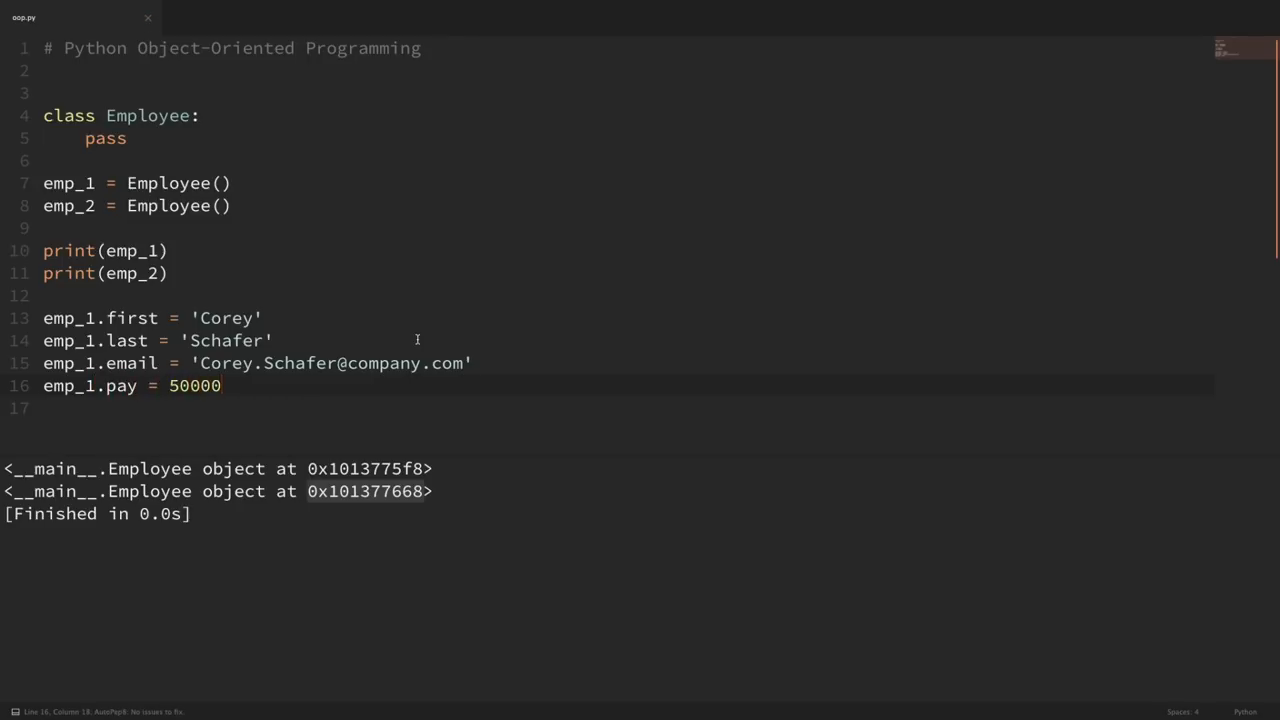 oop.py
1 # Python Object-Oriented Programming
2
3
4 class Employee:
5     pass
6
7 emp_1 = Employee()
8 emp_2 = Employee()
9
10 print(emp_1)
11 print(emp_2)
12
13 emp_1.first = 'Corey'
14 emp_1.last = 'Schafer'
15 emp_1.email = 'Corey.Schafer@company.com'
16 emp_1.pay = 50000
17
<__main__.Employee object at 0x1013775f8>
<__main__.Employee object at 0x101377668>
[Finished in 0.0s]
Line 16, Column 18; AutoPep8: No issues to fix. Spaces: 4 Python